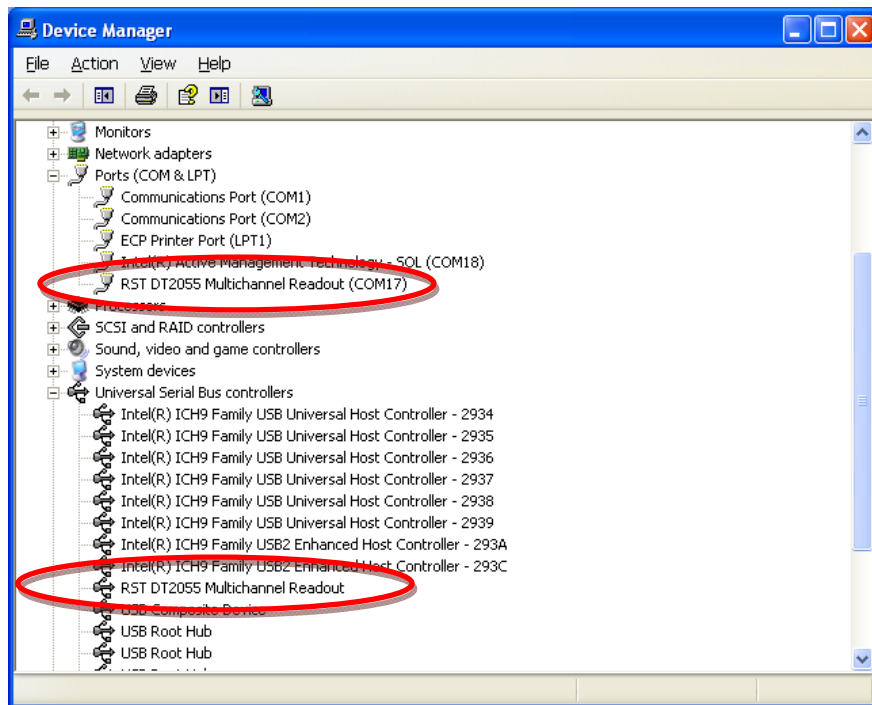 Device Manager
File Action View Help
Monitors
Network adapters
Ports (COM & LPT)
Communications Port (COM1)
Communications Port (COM2)
ECP Printer Port (LPT1)
Intel(R) Active Management Technology - SOL (COM18)
RST DT2055 Multichannel Readout (COM17)
Processors
SCSI and RAID controllers
Sound, video and game controllers
System devices
Universal Serial Bus controllers
Intel(R) ICH9 Family USB Universal Host Controller - 2934
Intel(R) ICH9 Family USB Universal Host Controller - 2935
Intel(R) ICH9 Family USB Universal Host Controller - 2936
Intel(R) ICH9 Family USB Universal Host Controller - 2937
Intel(R) ICH9 Family USB Universal Host Controller - 2938
Intel(R) ICH9 Family USB Universal Host Controller - 2939
Intel(R) ICH9 Family USB2 Enhanced Host Controller - 293A
Intel(R) ICH9 Family USB2 Enhanced Host Controller - 293C
RST DT2055 Multichannel Readout
USB Composite Device
USB Root Hub
USB Root Hub